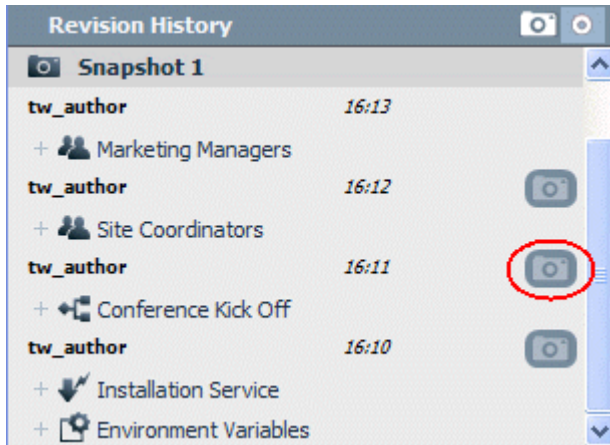 Revision History
Snapshot 1
tw_author 16:13
+ Marketing Managers
tw_author 16:12
+ Site Coordinators
tw_author 16:11
+ Conference Kick Off
tw_author 16:10
+ Installation Service
+ Environment Variables